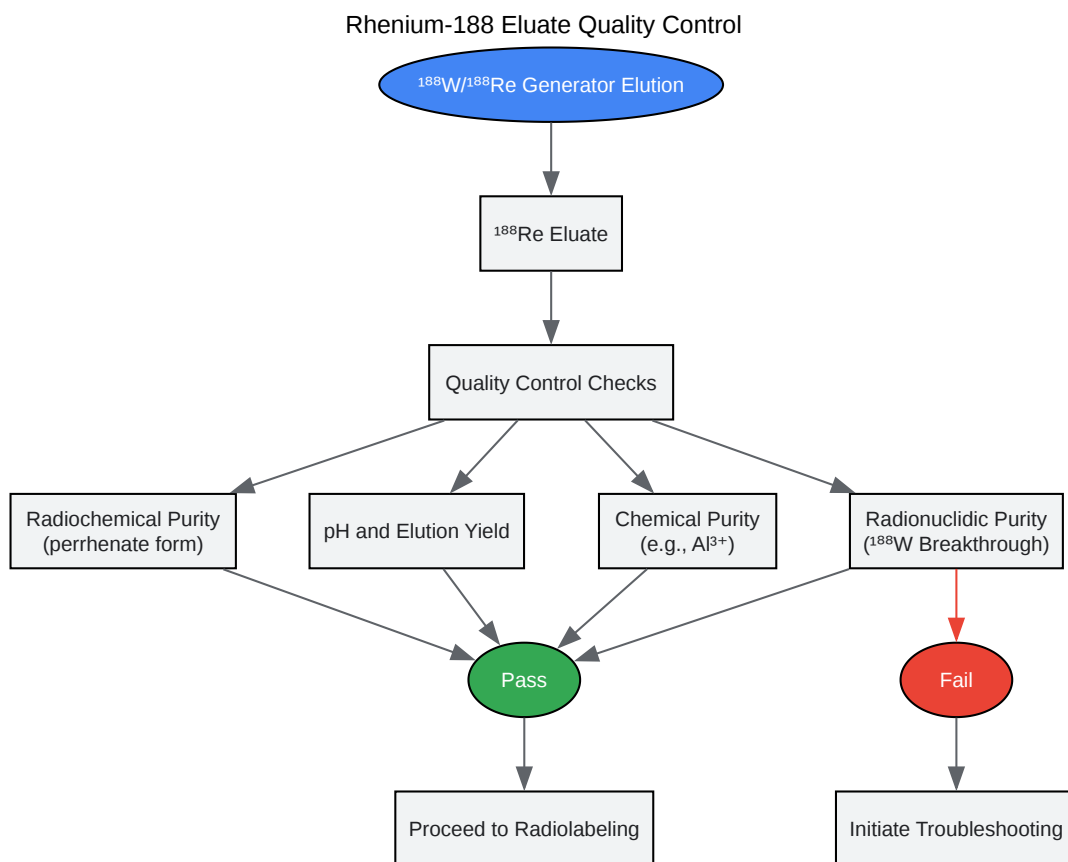 Rhenium-188 Eluate Quality Control
¹⁸⁸W/¹⁸⁸Re Generator Elution
¹⁸⁸Re Eluate
Quality Control Checks
Radiochemical Purity
(perrhenate form)
pH and Elution Yield
Chemical Purity
(e.g., Al³⁺)
Radionuclidic Purity
(¹⁸⁸W Breakthrough)
Pass
Fail
Proceed to Radiolabeling
Initiate Troubleshooting